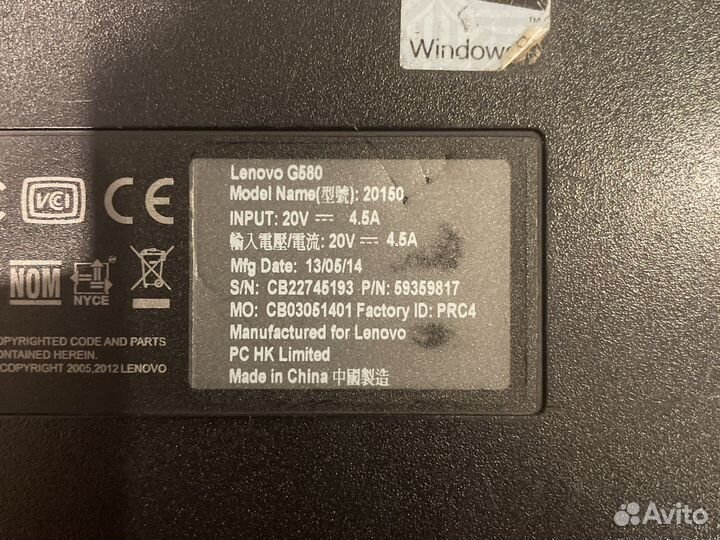 Windows
VCI
CE
NOM
NYCE
OPYRIGHTED CODE AND PARTS
ONTAINED HEREIN.
COPYRIGHT 2005,2012 LENOVO
Lenovo G580
Model Name(型號): 20150
INPUT: 20V ⎓ 4.5A
輸入電壓/電流: 20V ⎓ 4.5A
Mfg Date: 13/05/14
S/N: CB22745193 P/N: 59359817
MO: CB03051401 Factory ID: PRC4
Manufactured for Lenovo
PC HK Limited
Made in China 中國製造
Avito